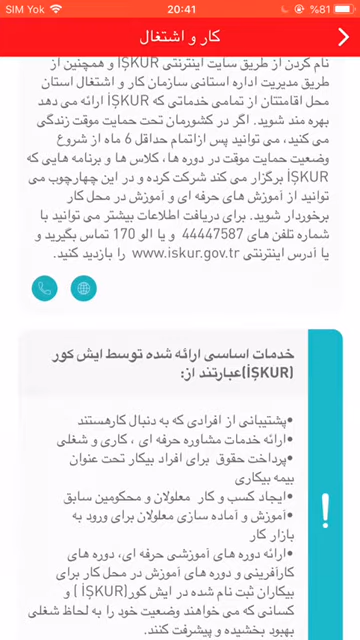 SIM Yok 20:41 %81
کار و اشتغال
نام کردن از طریق سایت اینترنتی İŞKUR و همچنین از
طریق مدیریت اداره استانی سازمان کار و اشتغال استان
محل اقامتتان از تمامی خدماتی که İŞKUR ارائه می دهد
بهره مند شوید. اگر در کشورمان تحت حمایت موقت زندگی
می کنید، می توانید پس ازاتمام حداقل 6 ماه از شروع
وضعیت حمایت موقت در دوره ها، کلاس ها و برنامه هایی که
İŞKUR برگزار می کند شرکت کرده و در این چهارچوب می
توانید از آموزش های حرفه ای و آموزش در محل کار
برخوردار شوید. برای دریافت اطلاعات بیشتر می توانید با
شماره تلفن های 44447587 و یا الو 170 تماس بگیرید و
یا آدرس اینترنتی www.iskur.gov.tr را بازدید کنید.
خدمات اساسی ارائه شده توسط ایش کور
(İŞKUR)عبارتند از:
•پشتیبانی از افرادی که به دنبال کارهستند
•ارائه خدمات مشاوره حرفه ای ، کاری و شغلی
•پرداخت حقوق برای افراد بیکار تحت عنوان
بیمه بیکاری
•ایجاد کسب و کار معلولان و محکومین سابق
•آموزش و آماده سازی معلولان برای ورود به
بازار کار
•ارائه دوره های آموزشی حرفه ای، دوره های
کارآفرینی و دوره های آموزش در محل کار برای
بیکاران ثبت نام شده در ایش کور(İŞKUR ) و
کسانی که می خواهند وضعیت خود را به لحاظ شغلی
بهبود بخشیده و پیشرفت کنند.
!